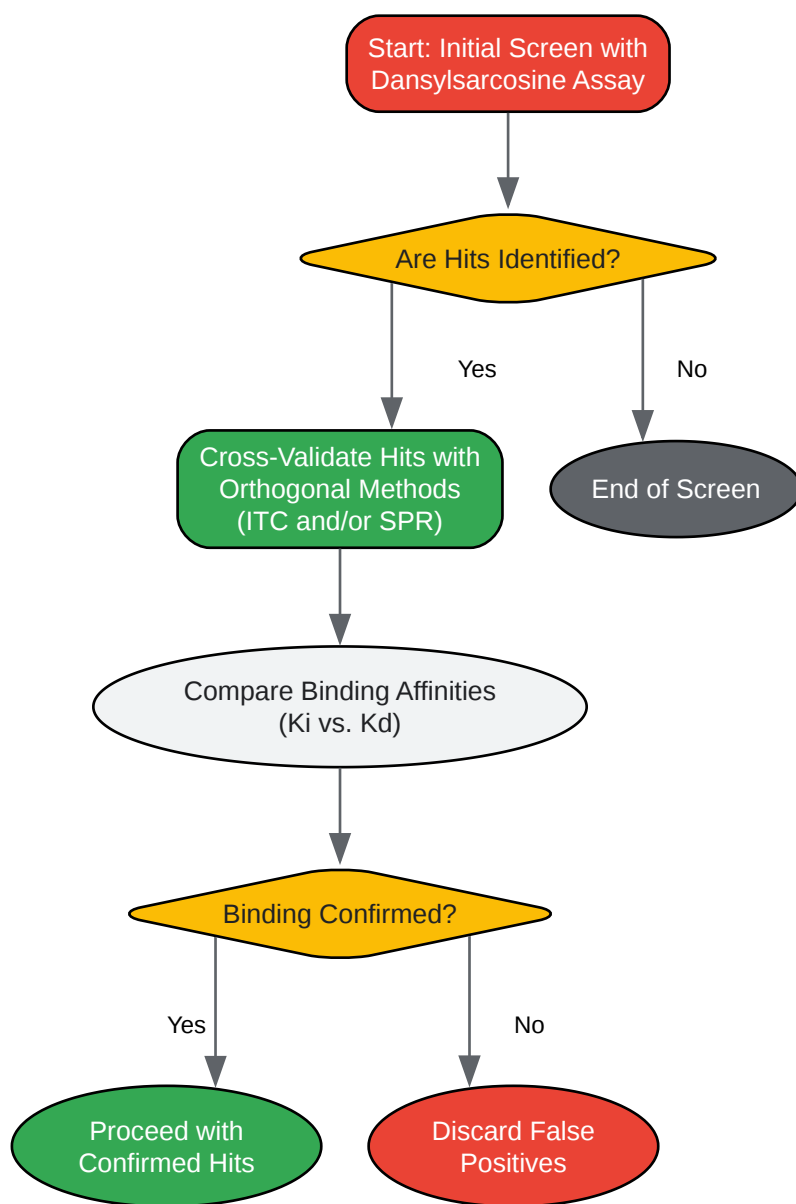 Start: Initial Screen with
Dansylsarcosine Assay
Are Hits Identified?
Yes
No
Cross-Validate Hits with
Orthogonal Methods
(ITC and/or SPR)
End of Screen
Compare Binding Affinities
(Ki vs. Kd)
Binding Confirmed?
Yes
No
Proceed with
Confirmed Hits
Discard False
Positives